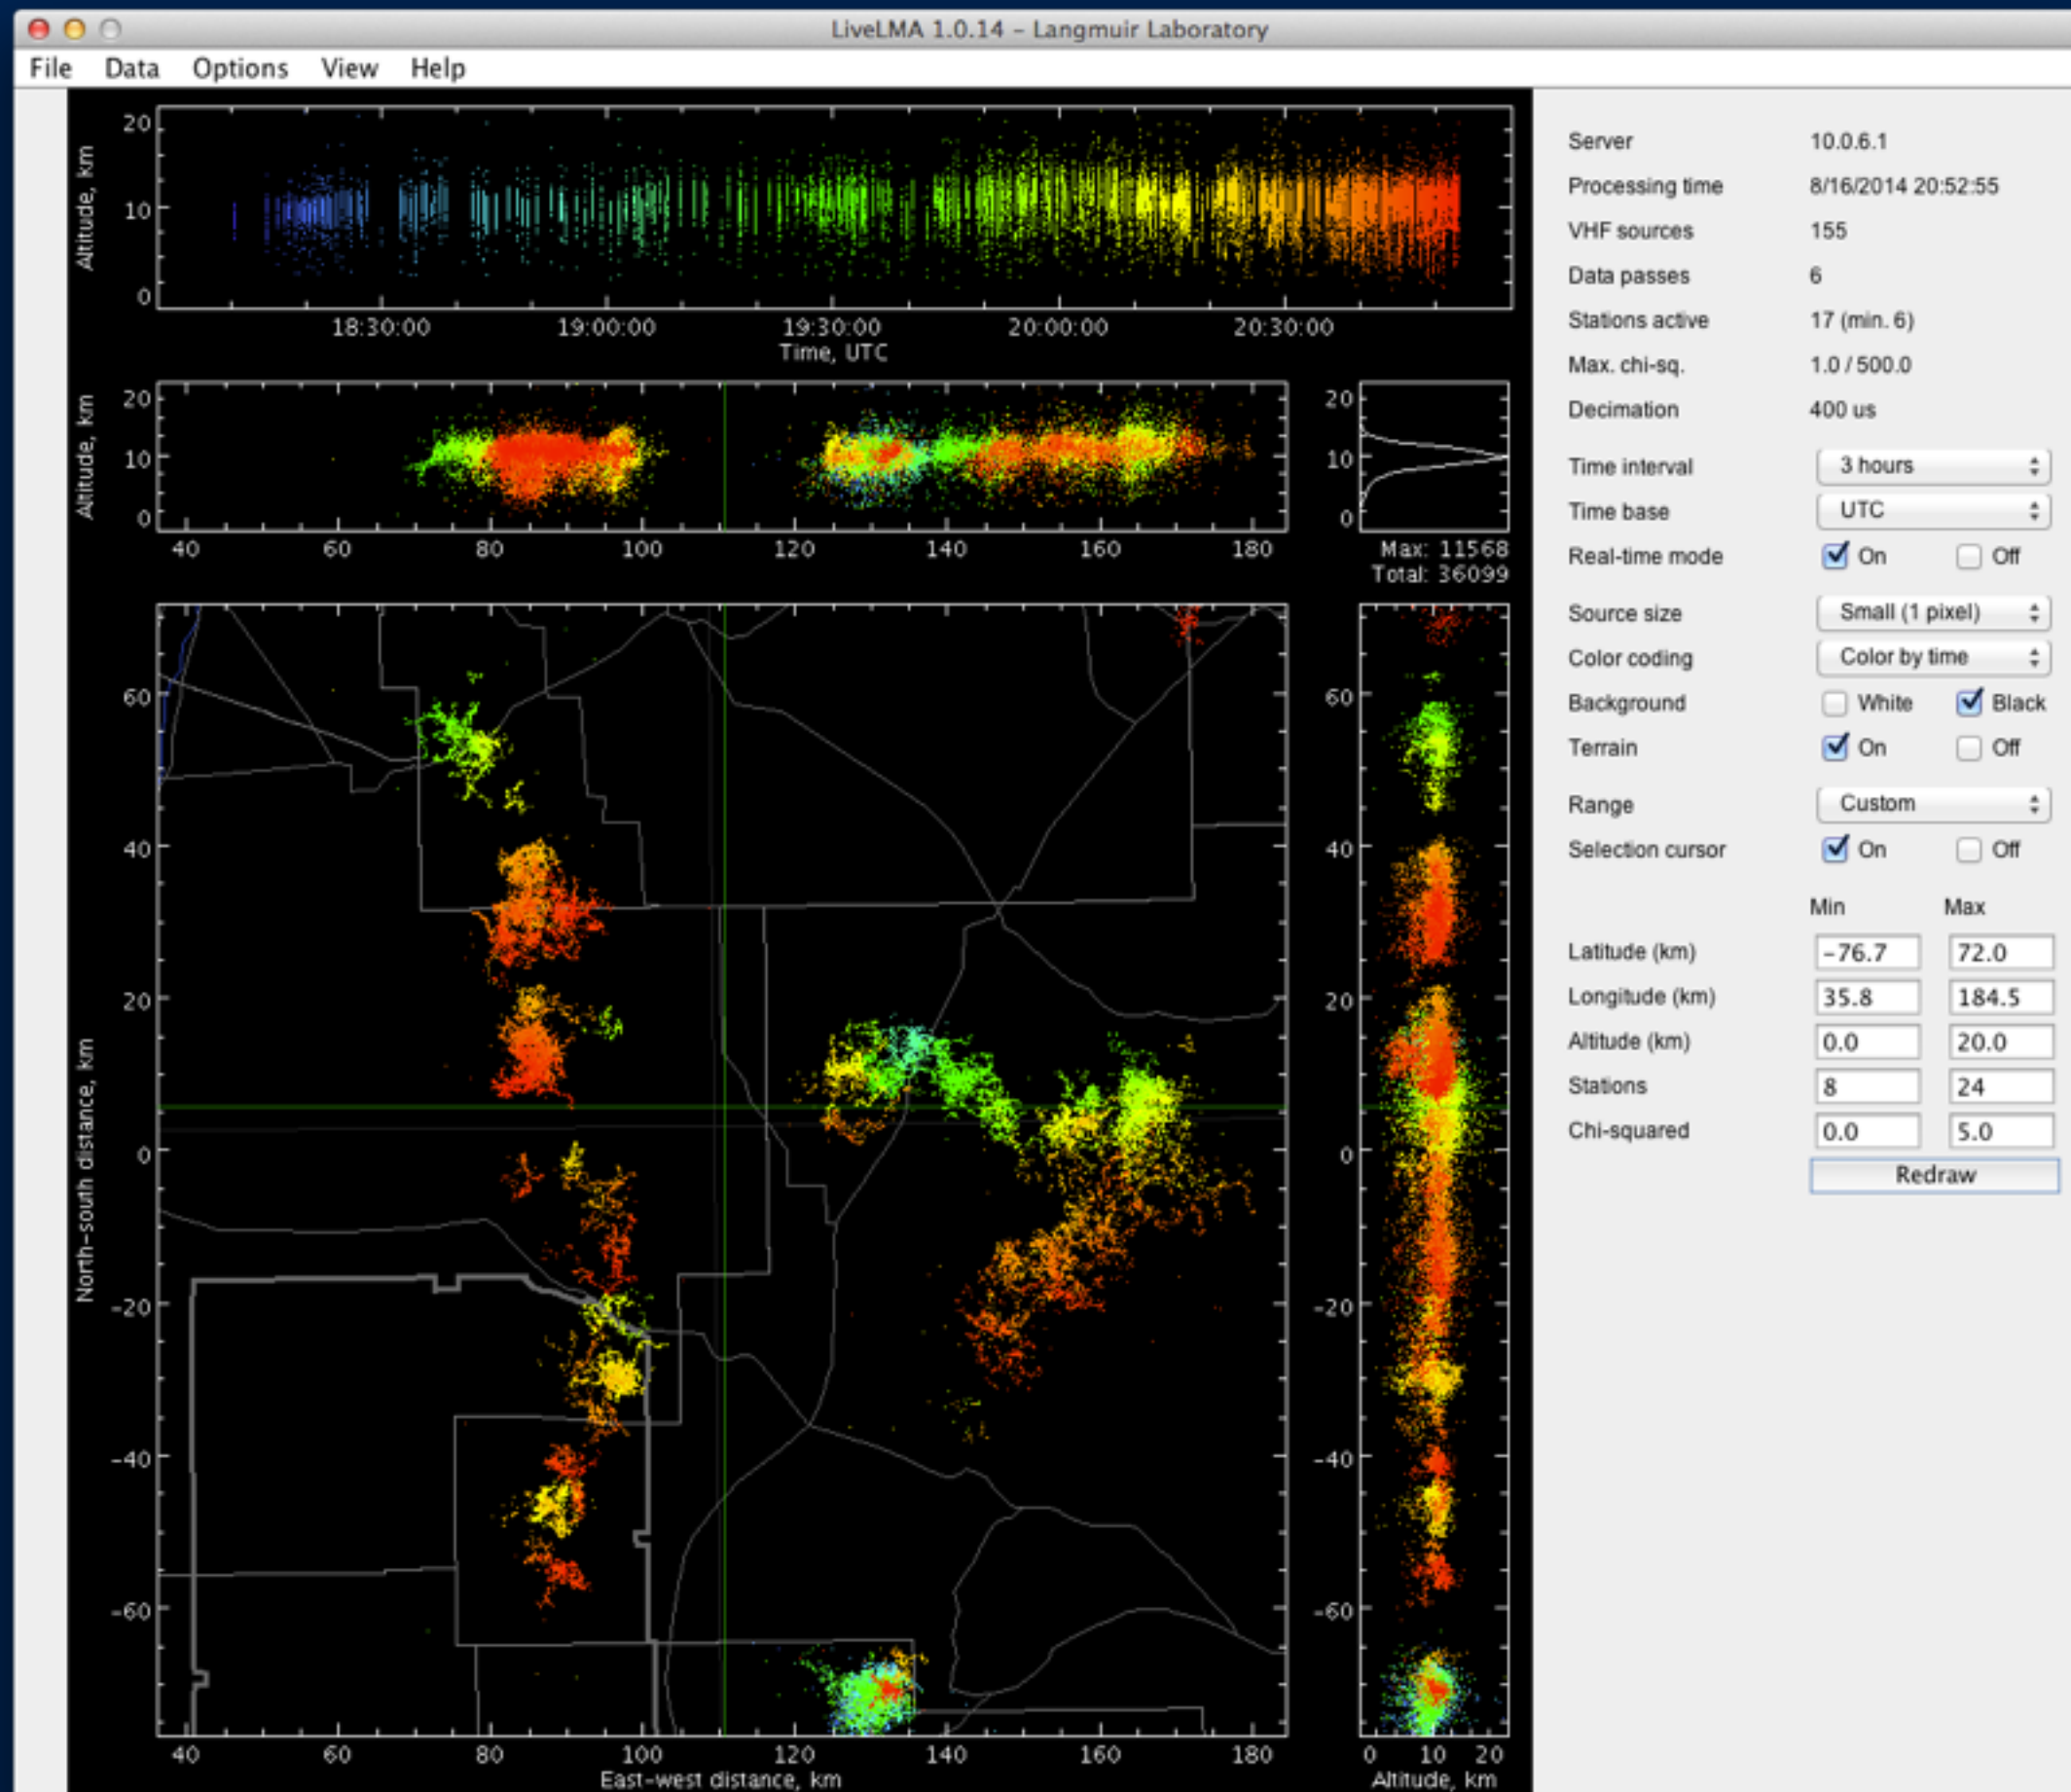 LiveLMA 1.0.14 – Langmuir Laboratory
File Data Options View Help
Altitude, km
20
10
0
18:30:00 19:00:00 19:30:00 20:00:00 20:30:00
Time, UTC
Altitude, km
20
10
0
40 60 80 100 120 140 160 180
20
10
0
Max: 11568
Total: 36099
North-south distance, km
60
40
20
0
-20
-40
-60
40 60 80 100 120 140 160 180
East-west distance, km
60
40
20
0
-20
-40
-60
0 10 20
Altitude, km
Server 10.0.6.1
Processing time 8/16/2014 20:52:55
VHF sources 155
Data passes 6
Stations active 17 (min. 6)
Max. chi-sq. 1.0 / 500.0
Decimation 400 us
Time interval 3 hours
Time base UTC
Real-time mode On Off
Source size Small (1 pixel)
Color coding Color by time
Background White Black
Terrain On Off
Range Custom
Selection cursor On Off
Min Max
Latitude (km) -76.7 72.0
Longitude (km) 35.8 184.5
Altitude (km) 0.0 20.0
Stations 8 24
Chi-squared 0.0 5.0
Redraw